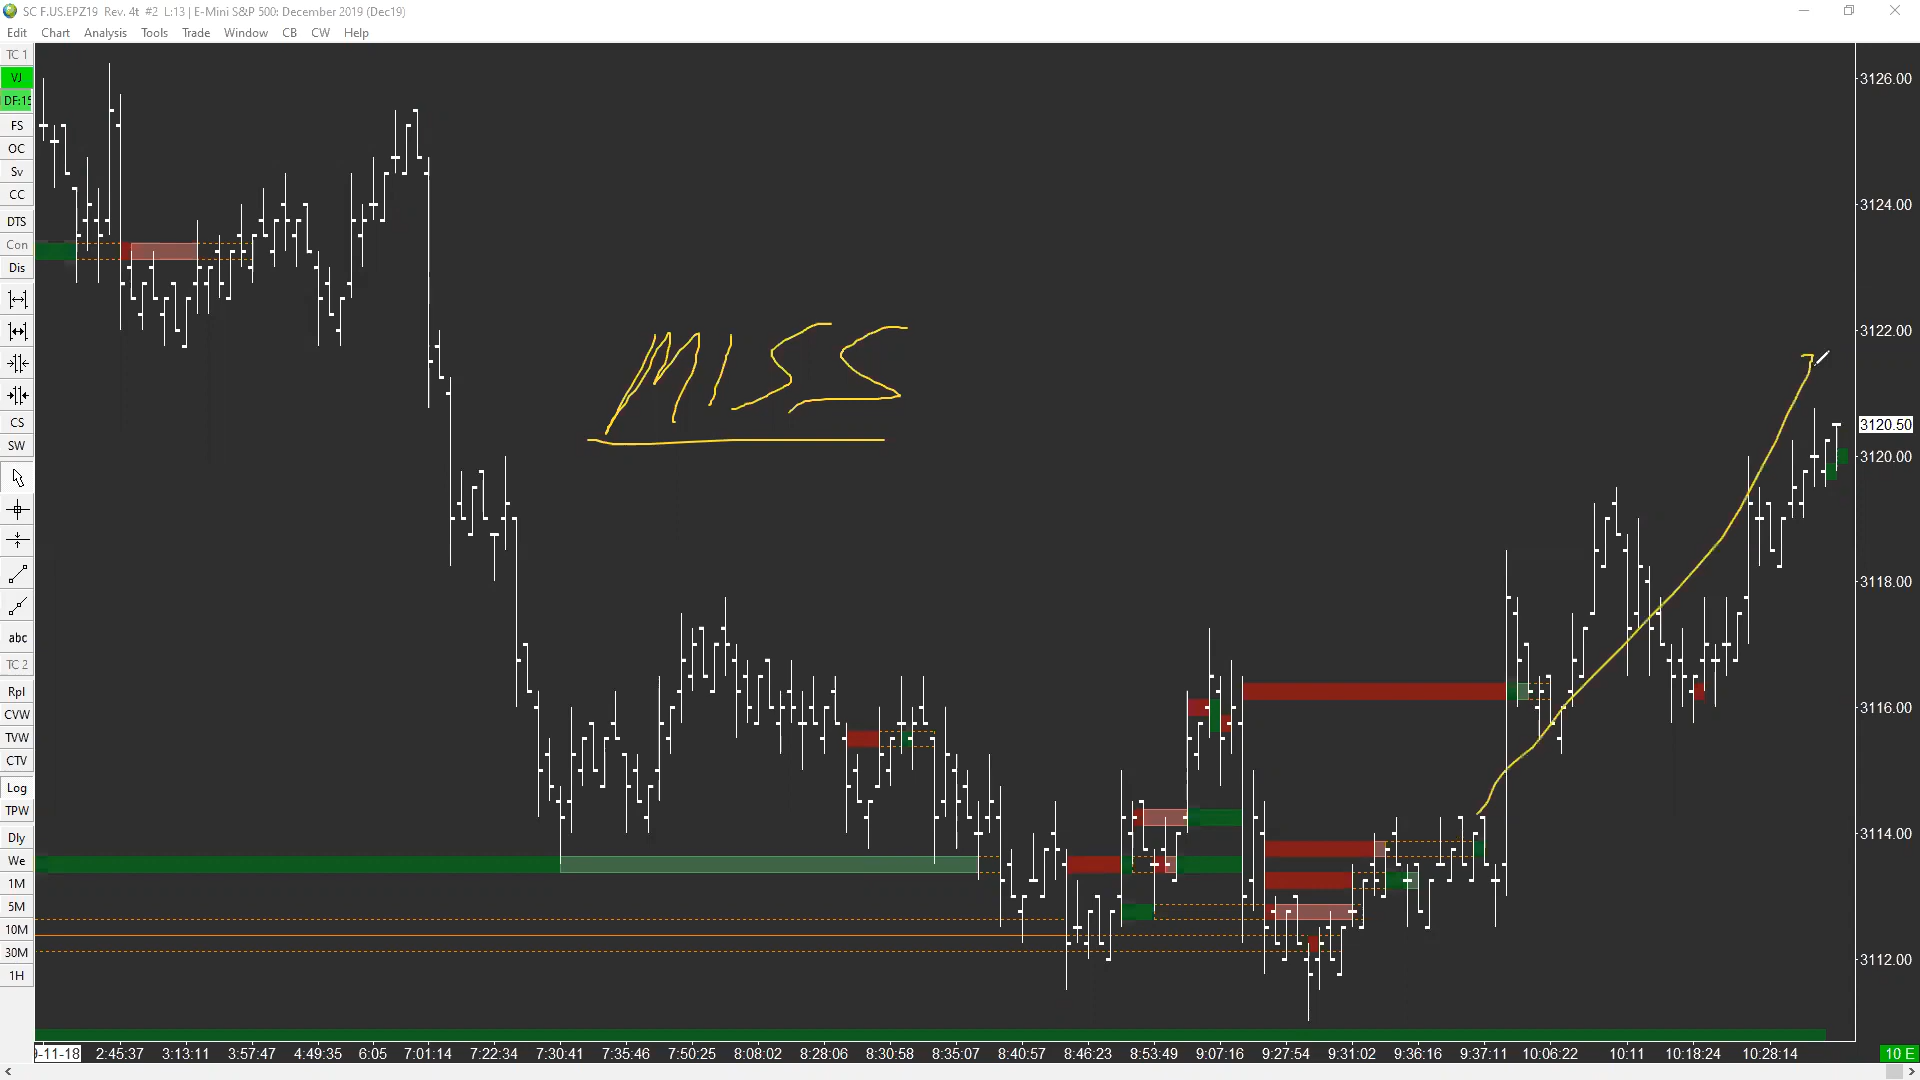 SC F.US.EPZ19 Rev. 4t #2 L:13 | E-Mini S&P 500: December 2019 (Dec19)
Edit Chart Analysis Tools Trade Window CB CW Help
TC 1
VJ
DF:15
FS
OC
Sv
CC
DTS
Con
Dis
CS
SW
abc
TC 2
Rpl
CVW
TVW
CTV
Log
TPW
Dly
We
1M
5M
10M
30M
1H
MISS
3126.00
3124.00
3122.00
3120.50
3120.00
3118.00
3116.00
3114.00
3112.00
9-11-18 2:45:37 3:13:11 3:57:47 4:49:35 6:05 7:01:14 7:22:34 7:30:41 7:35:46 7:50:25 8:08:02 8:28:06 8:30:58 8:35:07 8:40:57 8:46:23 8:53:49 9:07:16 9:27:54 9:31:02 9:36:16 9:37:11 10:06:22 10:11 10:18:24 10:28:14 10 E